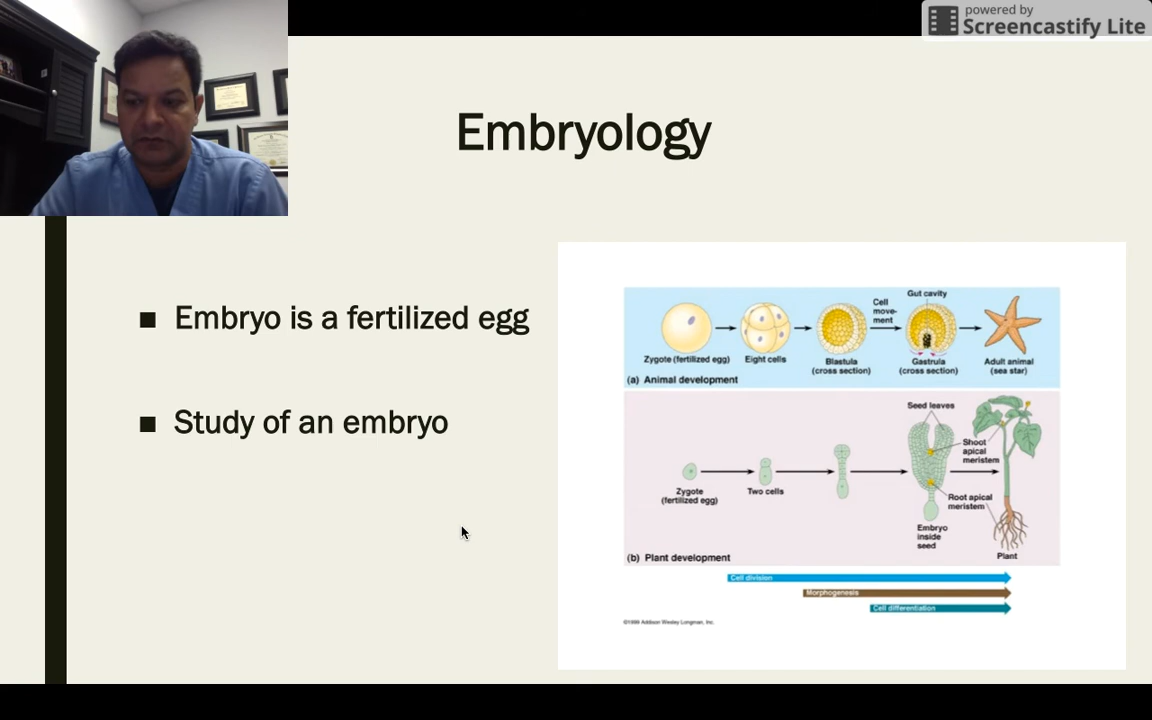 powered by
Screencastify Lite
Embryology
■ Embryo is a fertilized egg
■ Study of an embryo
Gut cavity
Cell
move-
ment
Zygote (fertilized egg)
Eight cells
Blastula
(cross section)
Gastrula
(cross section)
Adult animal
(sea star)
(a) Animal development
Seed leaves
Shoot
apical
meristem
Zygote
(fertilized egg)
Two cells
Root apical
meristem
Embryo
inside
seed
Plant
(b) Plant development
Cell division
Morphogenesis
Cell differentiation
©1999 Addison Wesley Longman, Inc.